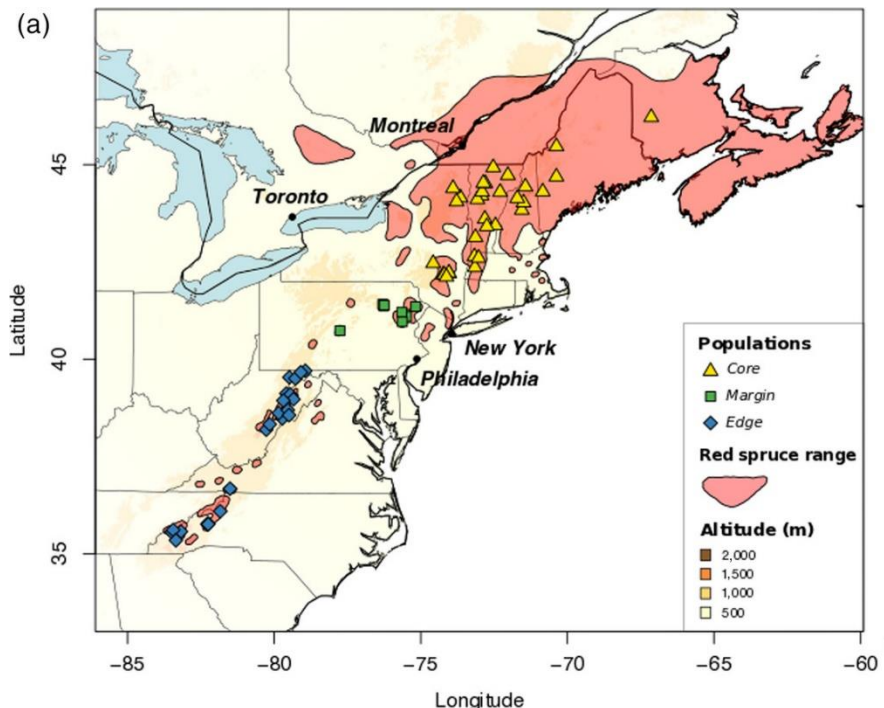 (a)
Montreal
Toronto
New York
Philadelphia
45
40
35
Latitude
−85
−80
−75
−70
−65
−60
Longitude
Populations
Core
Margin
Edge
Red spruce range
Altitude (m)
2,000
1,500
1,000
500